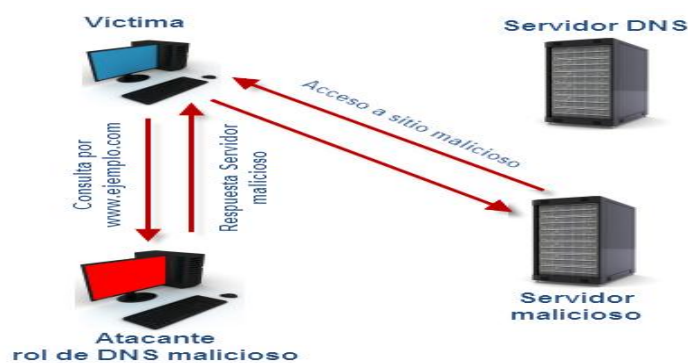 Víctima
Servidor DNS
Acceso a sitio malicioso
Consulta por
www.ejemplo.com
Respuesta Servidor
malicioso
Servidor
malicioso
Atacante
rol de DNS malicioso